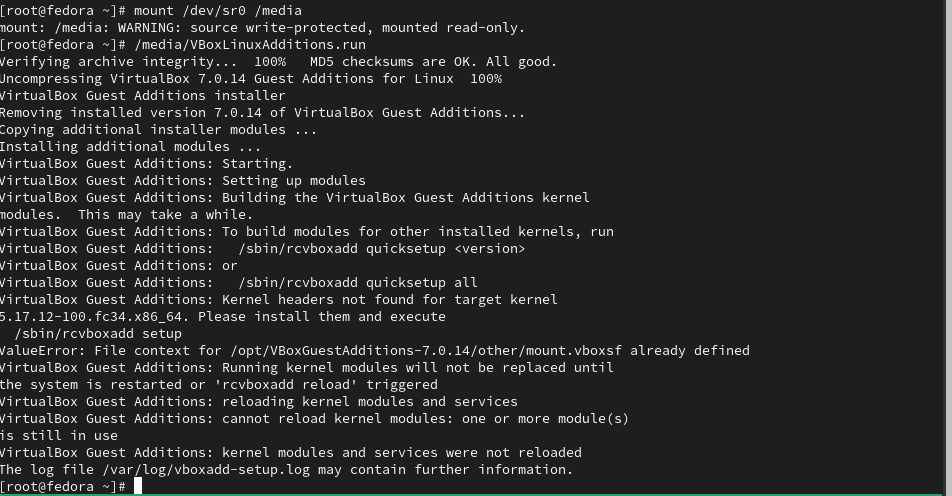 [root@fedora ~]# mount /dev/sr0 /media
mount: /media: WARNING: source write-protected, mounted read-only.
[root@fedora ~]# /media/VBoxLinuxAdditions.run
Verifying archive integrity...  100%   MD5 checksums are OK. All good.
Uncompressing VirtualBox 7.0.14 Guest Additions for Linux  100%
VirtualBox Guest Additions installer
Removing installed version 7.0.14 of VirtualBox Guest Additions...
Copying additional installer modules ...
Installing additional modules ...
VirtualBox Guest Additions: Starting.
VirtualBox Guest Additions: Setting up modules
VirtualBox Guest Additions: Building the VirtualBox Guest Additions kernel
modules.  This may take a while.
VirtualBox Guest Additions: To build modules for other installed kernels, run
VirtualBox Guest Additions:   /sbin/rcvboxadd quicksetup <version>
VirtualBox Guest Additions: or
VirtualBox Guest Additions:   /sbin/rcvboxadd quicksetup all
VirtualBox Guest Additions: Kernel headers not found for target kernel
5.17.12-100.fc34.x86_64. Please install them and execute
  /sbin/rcvboxadd setup
ValueError: File context for /opt/VBoxGuestAdditions-7.0.14/other/mount.vboxsf already defined
VirtualBox Guest Additions: Running kernel modules will not be replaced until
the system is restarted or 'rcvboxadd reload' triggered
VirtualBox Guest Additions: reloading kernel modules and services
VirtualBox Guest Additions: cannot reload kernel modules: one or more module(s)
is still in use
VirtualBox Guest Additions: kernel modules and services were not reloaded
The log file /var/log/vboxadd-setup.log may contain further information.
[root@fedora ~]#